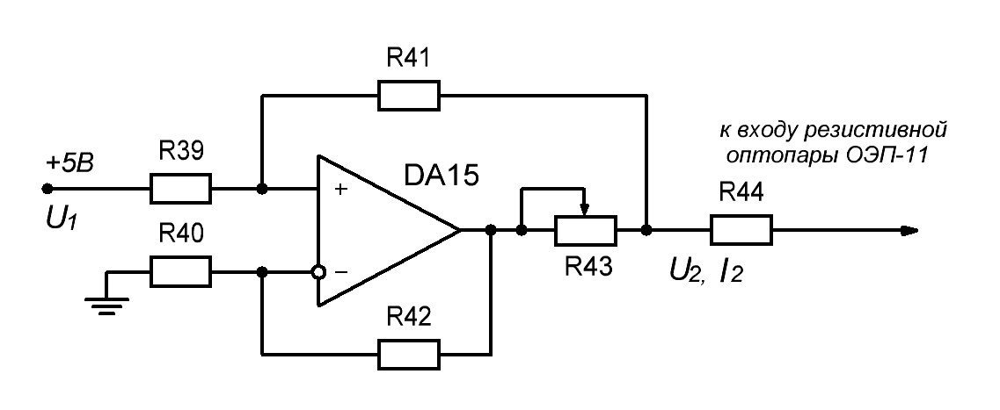 R41
к входу резистивной
оптопары ОЭП-11
+5В
R39
DA15
R44
+
U1
R40
R43
U2, I2
−
R42